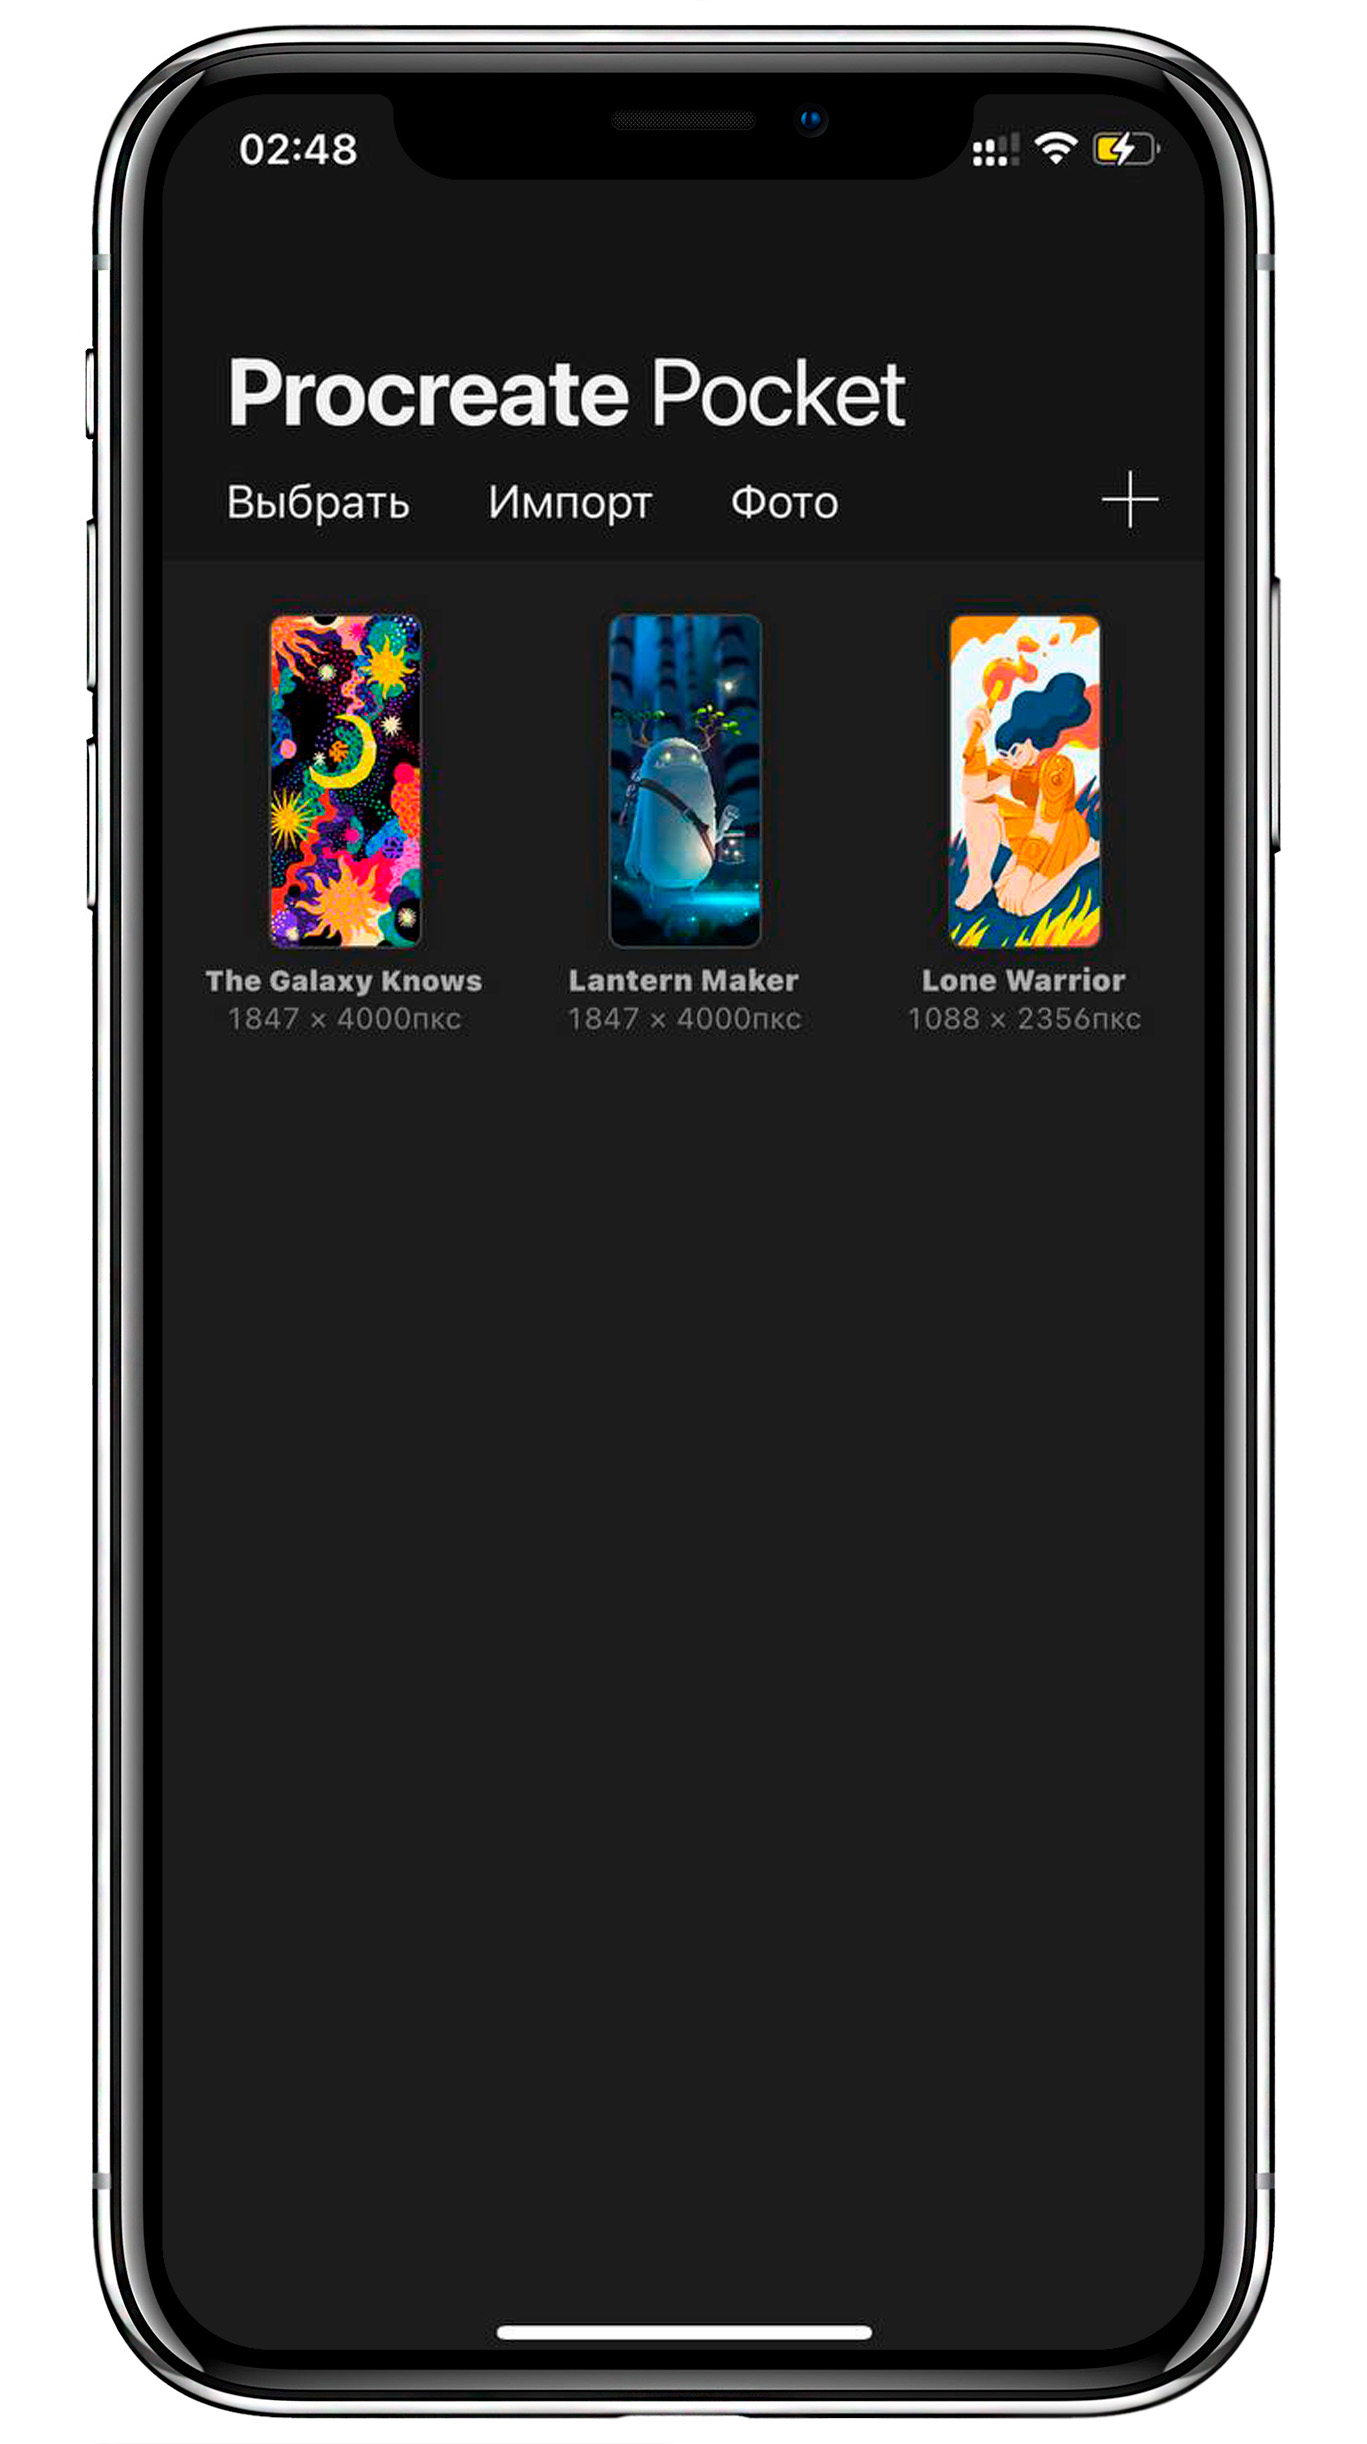 02:48
Procreate Pocket
Выбрать Импорт Фото
The Galaxy Knows Lantern Maker Lone Warrior
1847 × 4000пкс 1847 × 4000пкс 1088 × 2356пкс